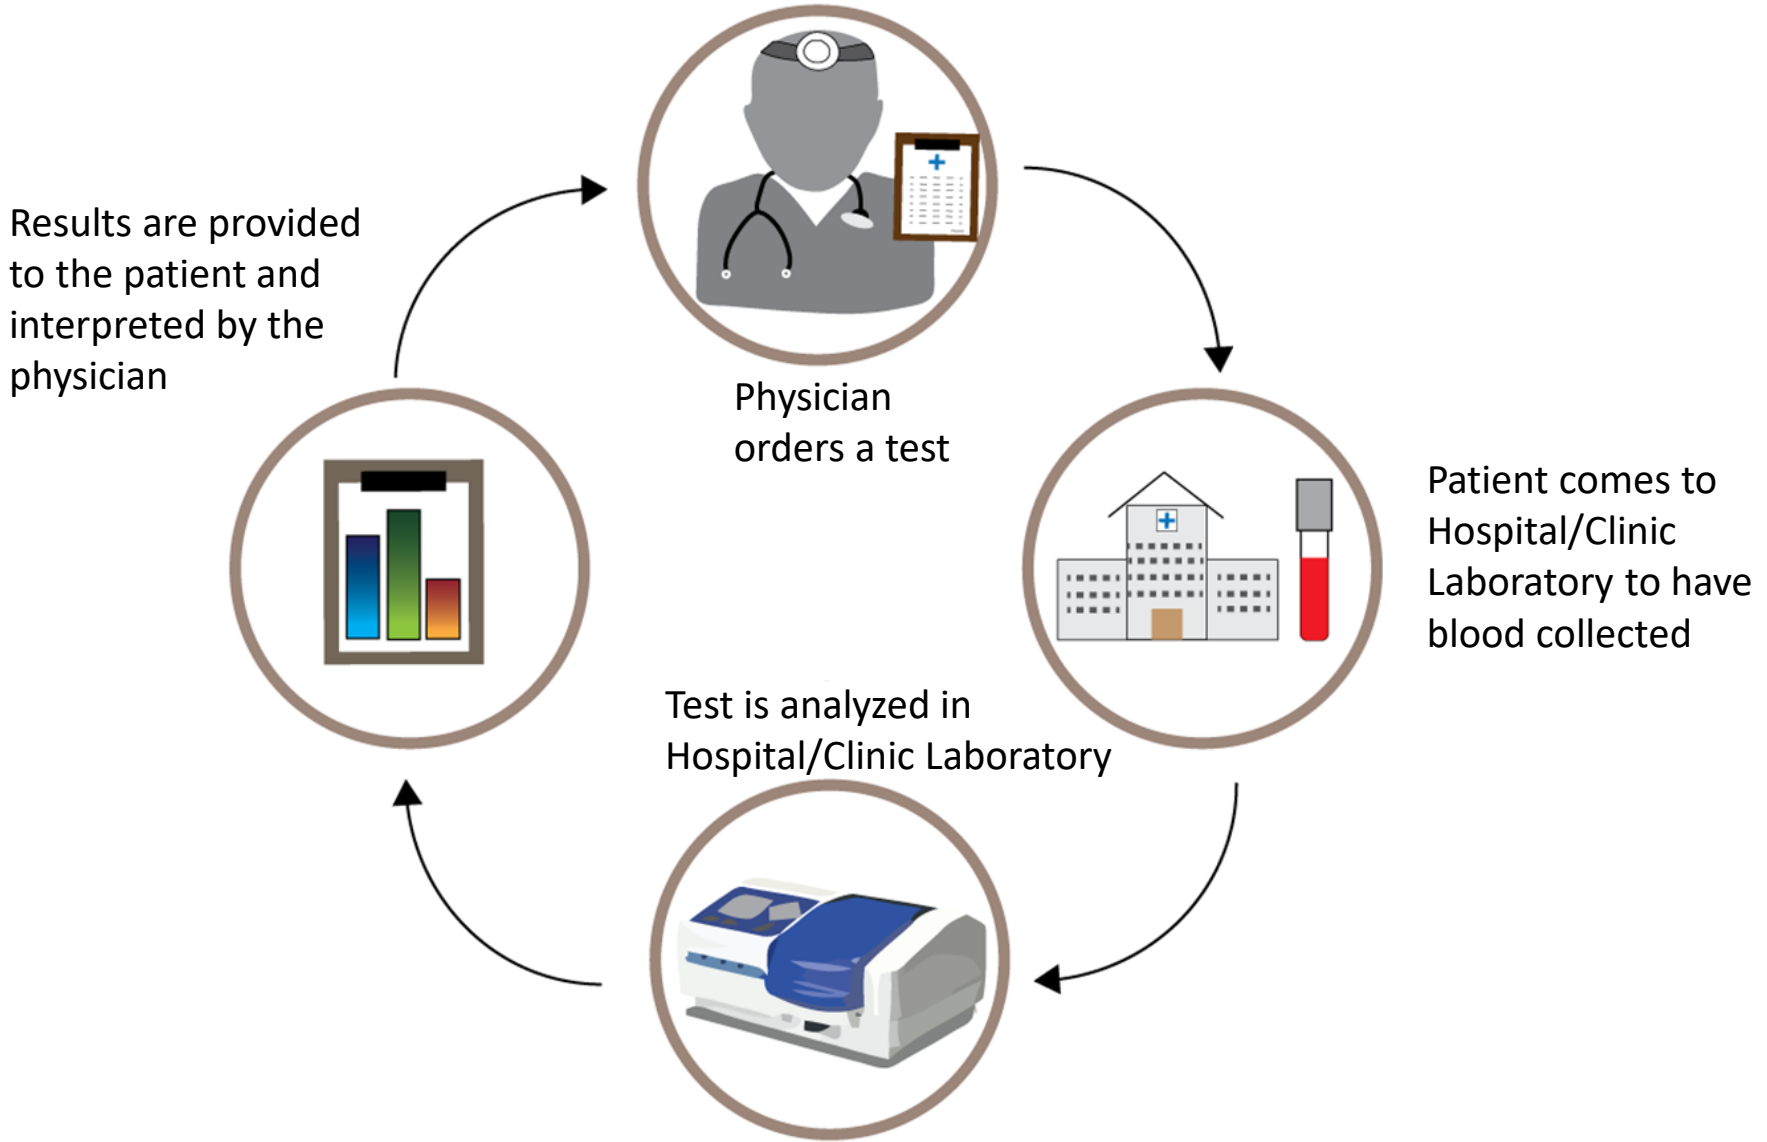 Physician
orders a test
Patient comes to
Hospital/Clinic
Laboratory to have
blood collected
Test is analyzed in
Hospital/Clinic Laboratory
Results are provided
to the patient and
interpreted by the
physician